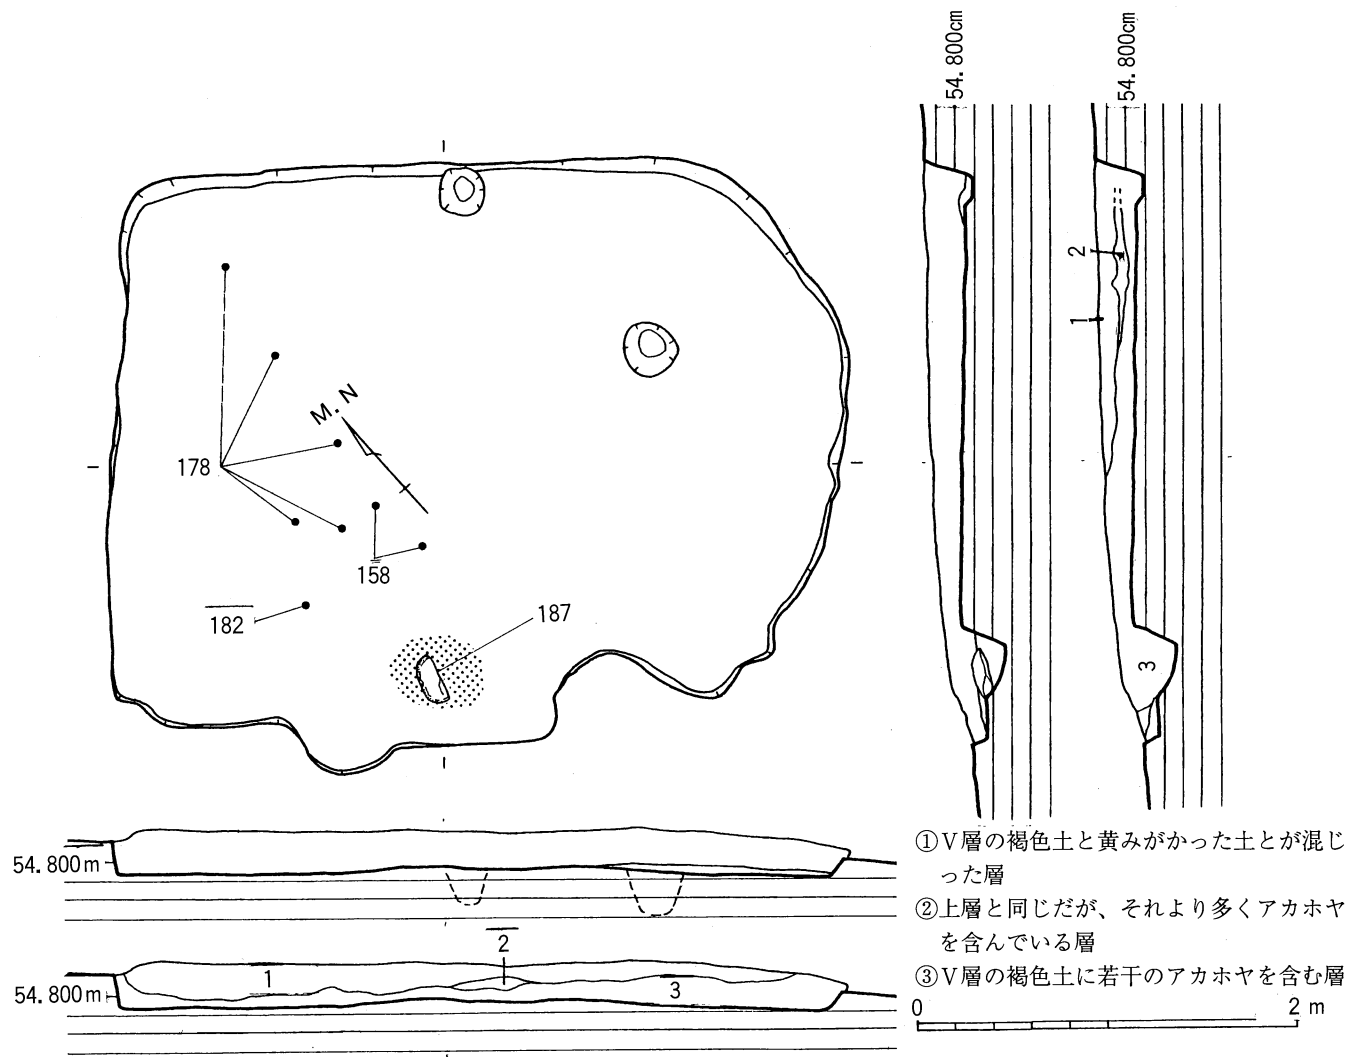 54.800cm
54.800cm
M.N
178
158
182
187
2
1
3
54.800m
2
1
3
54.800m
①V層の褐色土と黄みがかった土とが混じ
った層
②上層と同じだが、それより多くアカホヤ
を含んでいる層
③V層の褐色土に若干のアカホヤを含む層
0 2 m